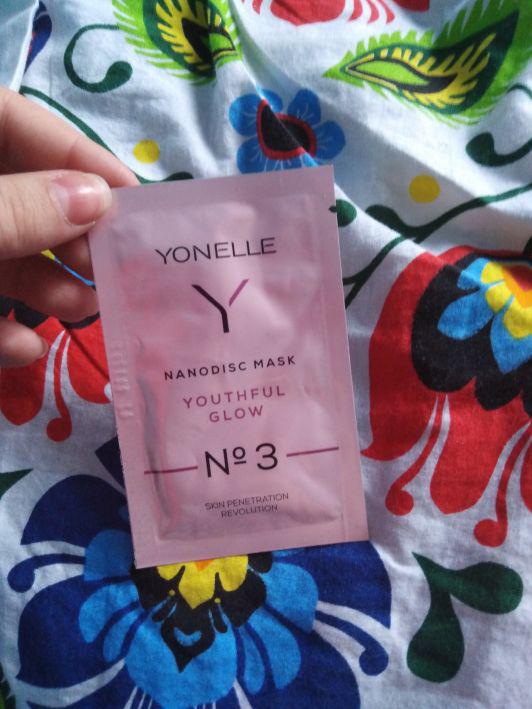 YONELLE
Y
NANODISC MASK
YOUTHFUL
GLOW
Nº 3
SKIN PENETRATION
REVOLUTION